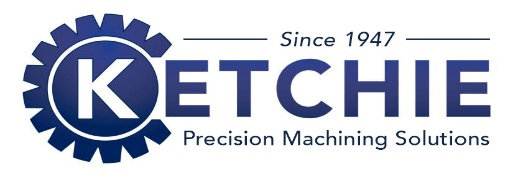 Since 1947
KETCHIE
Precision Machining Solutions